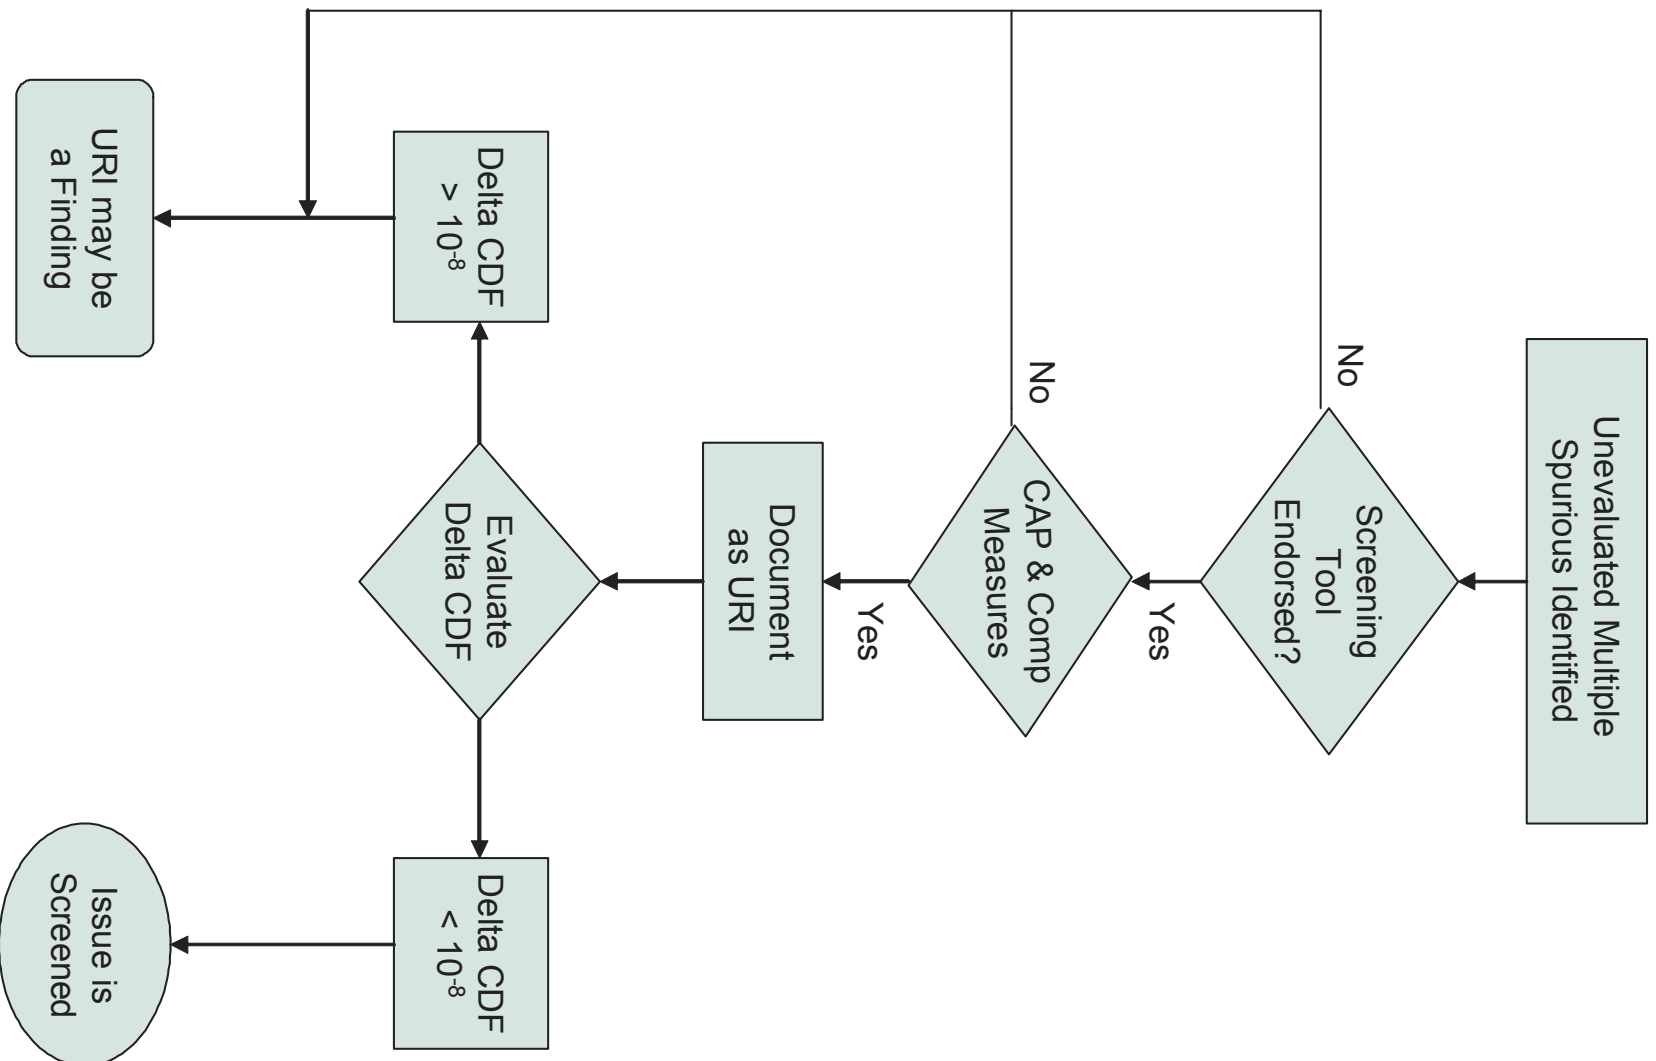 Unevaluated Multiple
Spurious Identified
Screening
Tool
Endorsed?
No
Yes
CAP & Comp
Measures
No
Yes
Document
as URI
Evaluate
Delta CDF
Delta CDF
> 10⁻⁸
Delta CDF
< 10⁻⁸
URI may be
a Finding
Issue is
Screened